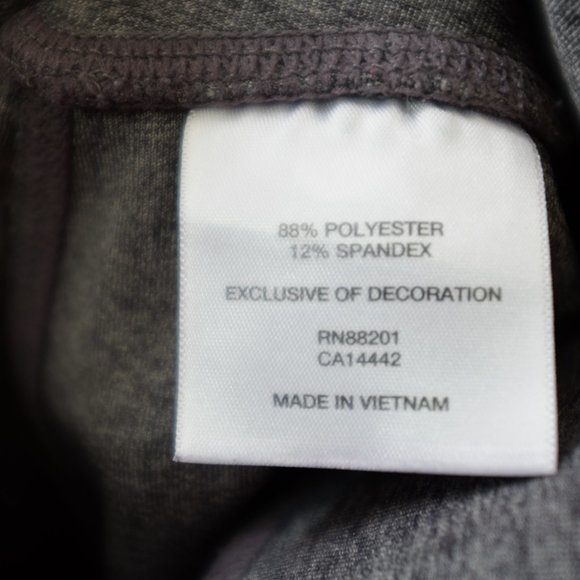 88% POLYESTER
12% SPANDEX
EXCLUSIVE OF DECORATION
RN88201
CA14442
MADE IN VIETNAM